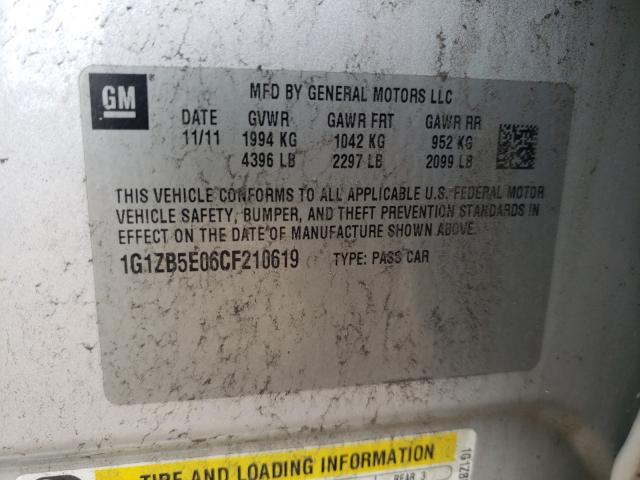 GM
MFD BY GENERAL MOTORS LLC
DATE GVWR GAWR FRT GAWR RR
11/11 1994 KG 1042 KG 952 KG
4396 LB 2297 LB 2099 LB
THIS VEHICLE CONFORMS TO ALL APPLICABLE U.S. FEDERAL MOTOR
VEHICLE SAFETY, BUMPER, AND THEFT PREVENTION STANDARDS IN
EFFECT ON THE DATE OF MANUFACTURE SHOWN ABOVE.
1G1ZB5E06CF210619 TYPE: PASS CAR
TIRE AND LOADING INFORMATION
REAR 3
1G1ZB